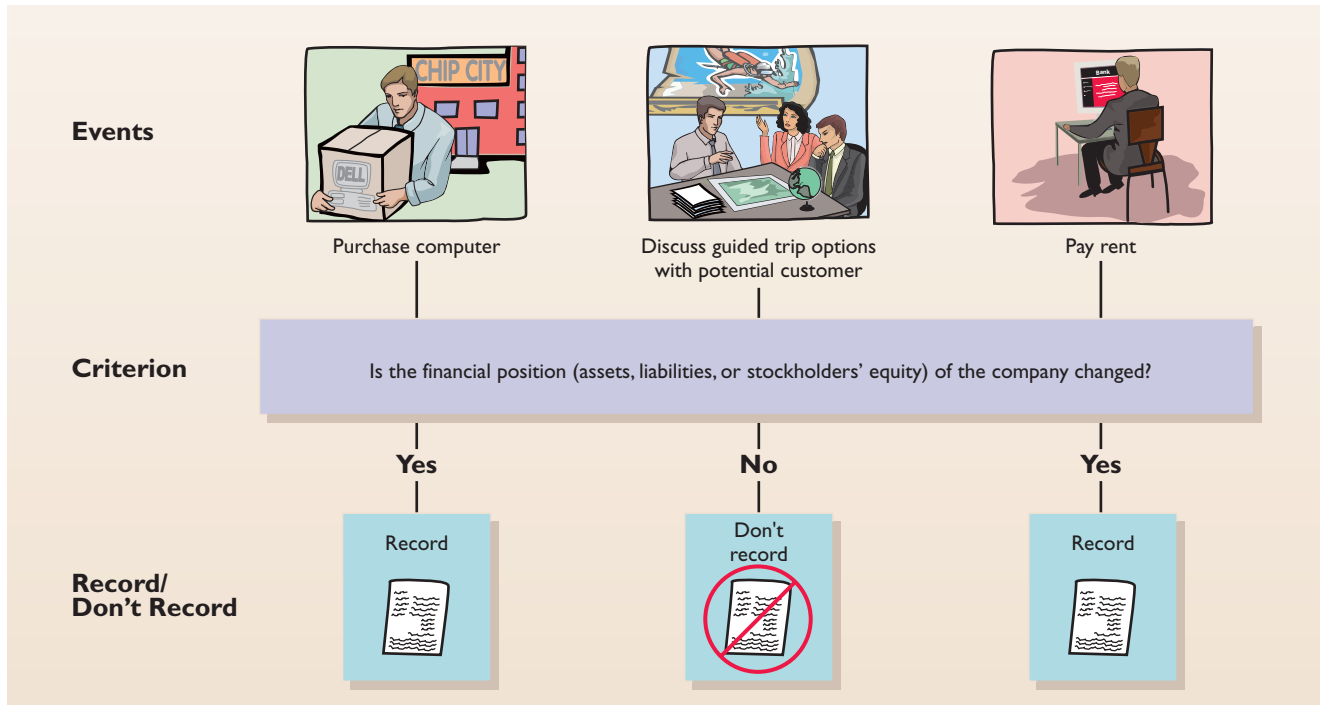 Events
CHIP CITY
DELL
Bank
Purchase computer
Discuss guided trip options
with potential customer
Pay rent
Criterion
Is the financial position (assets, liabilities, or stockholders’ equity) of the company changed?
Yes
No
Yes
Record/
Don’t Record
Record
Don't
record
Record